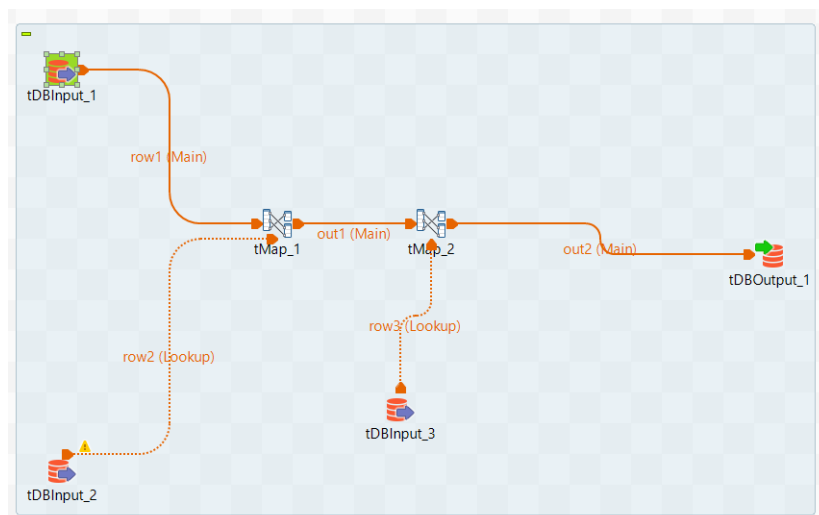 tDBInput_1
row1 (Main)
tMap_1
out1 (Main)
tMap_2
out2 (Main)
tDBOutput_1
row3 (Lookup)
row2 (Lookup)
tDBInput_3
tDBInput_2